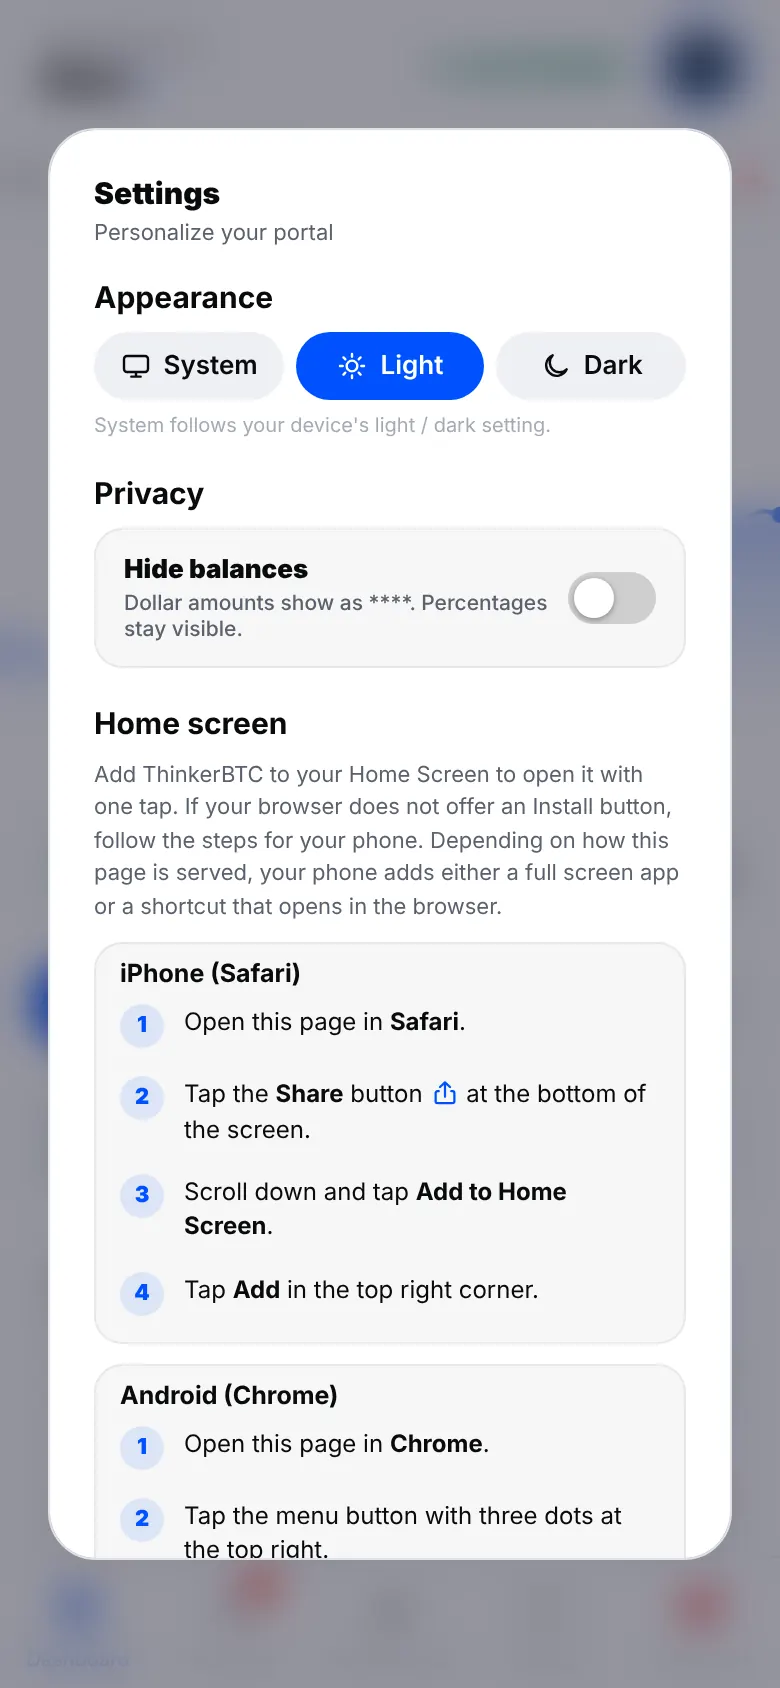 Settings
Personalize your portal
Appearance
System
Light
Dark
System follows your device's light / dark setting.
Privacy
Hide balances
Dollar amounts show as ****. Percentages
stay visible.
Home screen
Add ThinkerBTC to your Home Screen to open it with
one tap. If your browser does not offer an Install button,
follow the steps for your phone. Depending on how this
page is served, your phone adds either a full screen app
or a shortcut that opens in the browser.
iPhone (Safari)
1 Open this page in Safari.
2 Tap the Share button at the bottom of
the screen.
3 Scroll down and tap Add to Home
Screen.
4 Tap Add in the top right corner.
Android (Chrome)
1 Open this page in Chrome.
2 Tap the menu button with three dots at
the top right.